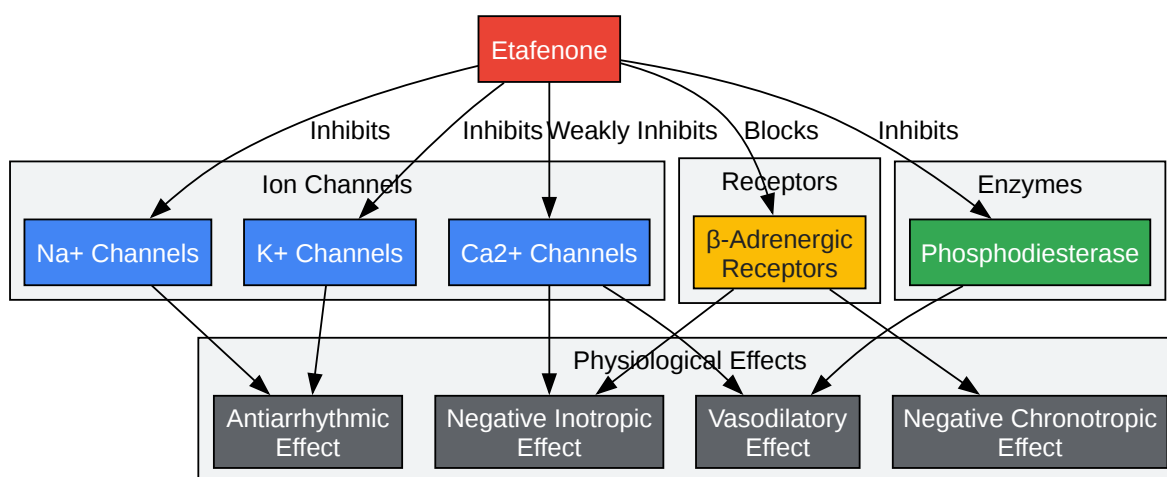 Etafenone
Inhibits
Inhibits
Weakly Inhibits
Blocks
Inhibits
Ion Channels
Receptors
Enzymes
Na+ Channels
K+ Channels
Ca2+ Channels
β-Adrenergic
Receptors
Phosphodiesterase
Physiological Effects
Antiarrhythmic
Effect
Negative Inotropic
Effect
Vasodilatory
Effect
Negative Chronotropic
Effect